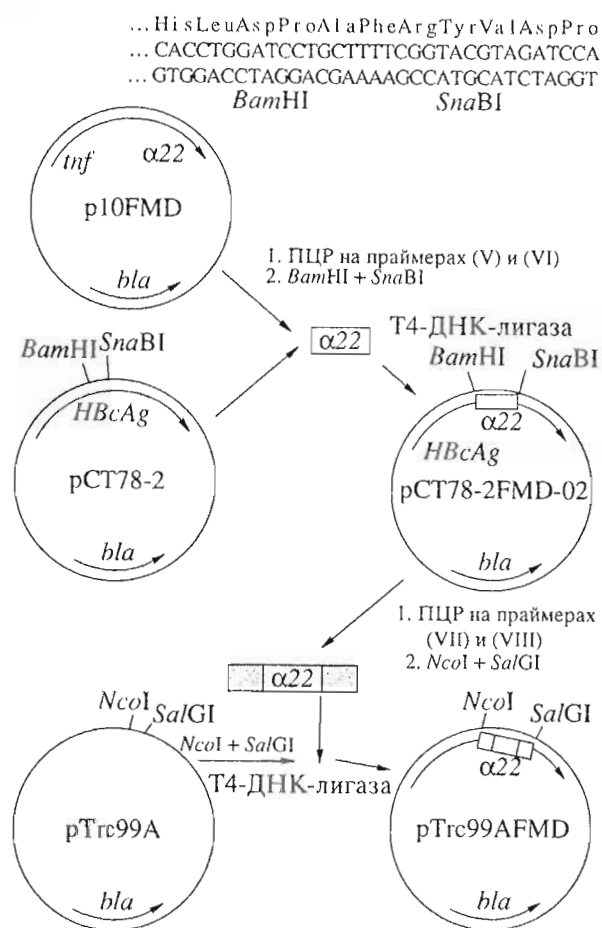 ...HisLeuAspProAlaPheArgTyrValAspPro
...CACCTGGATCCTGCTTTTCGGTACGTAGATCCA
...GTGGACCTAGGACGAAAAGCCATGCATCTAGGT
BamHI SnaBI
tnf α22
p10FMD
bla
1. ПЦР на праймерах (V) и (VI)
2. BamHI + SnaBI
α22
Т4-ДНК-лигаза
BamHI SnaBI
HBcAg
pCT78-2
bla
BamHI SnaBI
α22
HBcAg
pCT78-2FMD-02
bla
1. ПЦР на праймерах
(VII) и (VIII)
2. NcoI + SalGI
α22
NcoI
SalGI
NcoI + SalGI
Т4-ДНК-лигаза
pTrc99A
bla
NcoI
SalGI
α22
pTrc99AFMD
bla